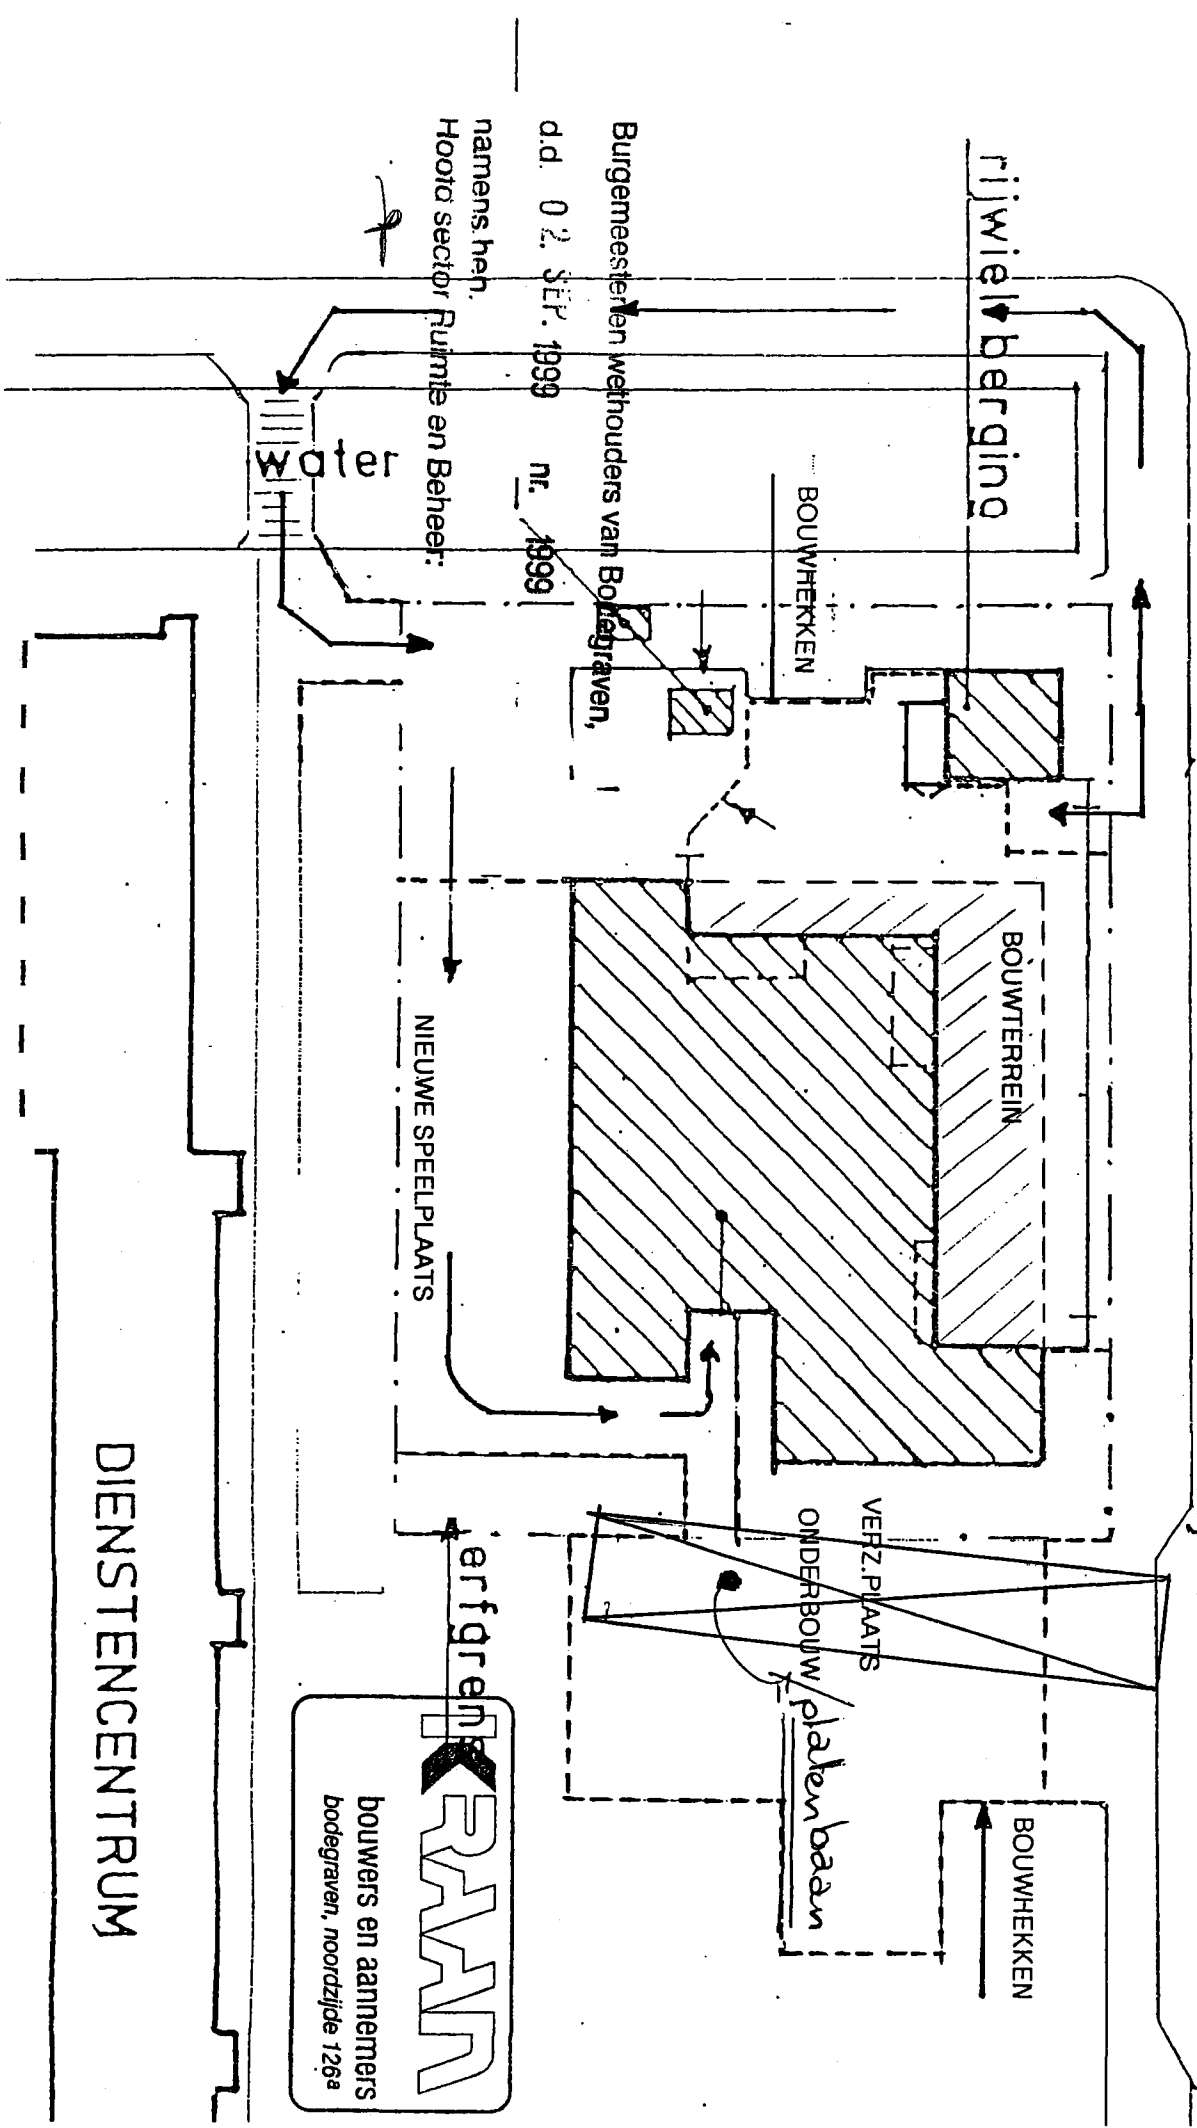 rijwielberging
Burgemeester en wethouders van Bodegraven,
d.d. 02. SEP. 1999 nr. 1999
namens hen.
Hoofd sector Ruimte en Beheer:
water
BOUWHEKKEN
BOUWTERREIN
NIEUWE SPEELPLAATS
VERZ.PLAATS
ONDERBOUW
platenbaan
BOUWHEKKEN
erfgrens
KRAAN
bouwers en aannemers
bodegraven, noordzijde 126a
DIENSTENCENTRUM